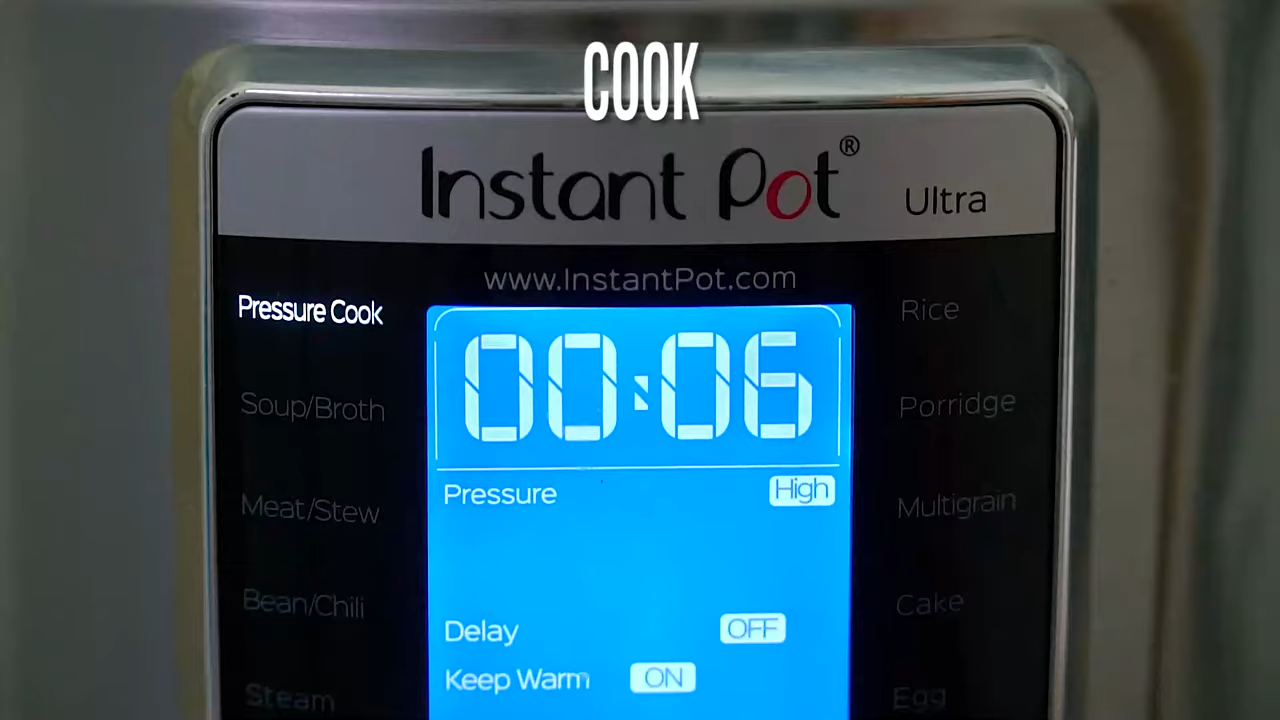 COOK
Instant Pot®
Ultra
www.InstantPot.com
Pressure Cook
Rice
00:06
Soup/Broth
Porridge
Pressure High
Meat/Stew
Multigrain
Bean/Chili
Cake
Delay OFF
Keep Warm ON
Steam
Egg